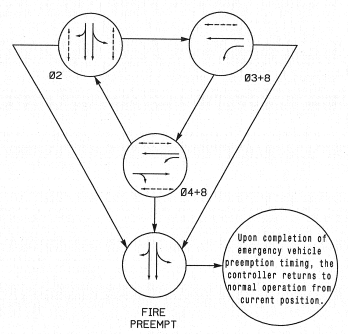 Ø2
Ø3+8
Ø4+8
FIRE
PREEMPT
Upon completion of
emergency vehicle
preemption timing, the
controller returns to
normal operation from
current position.